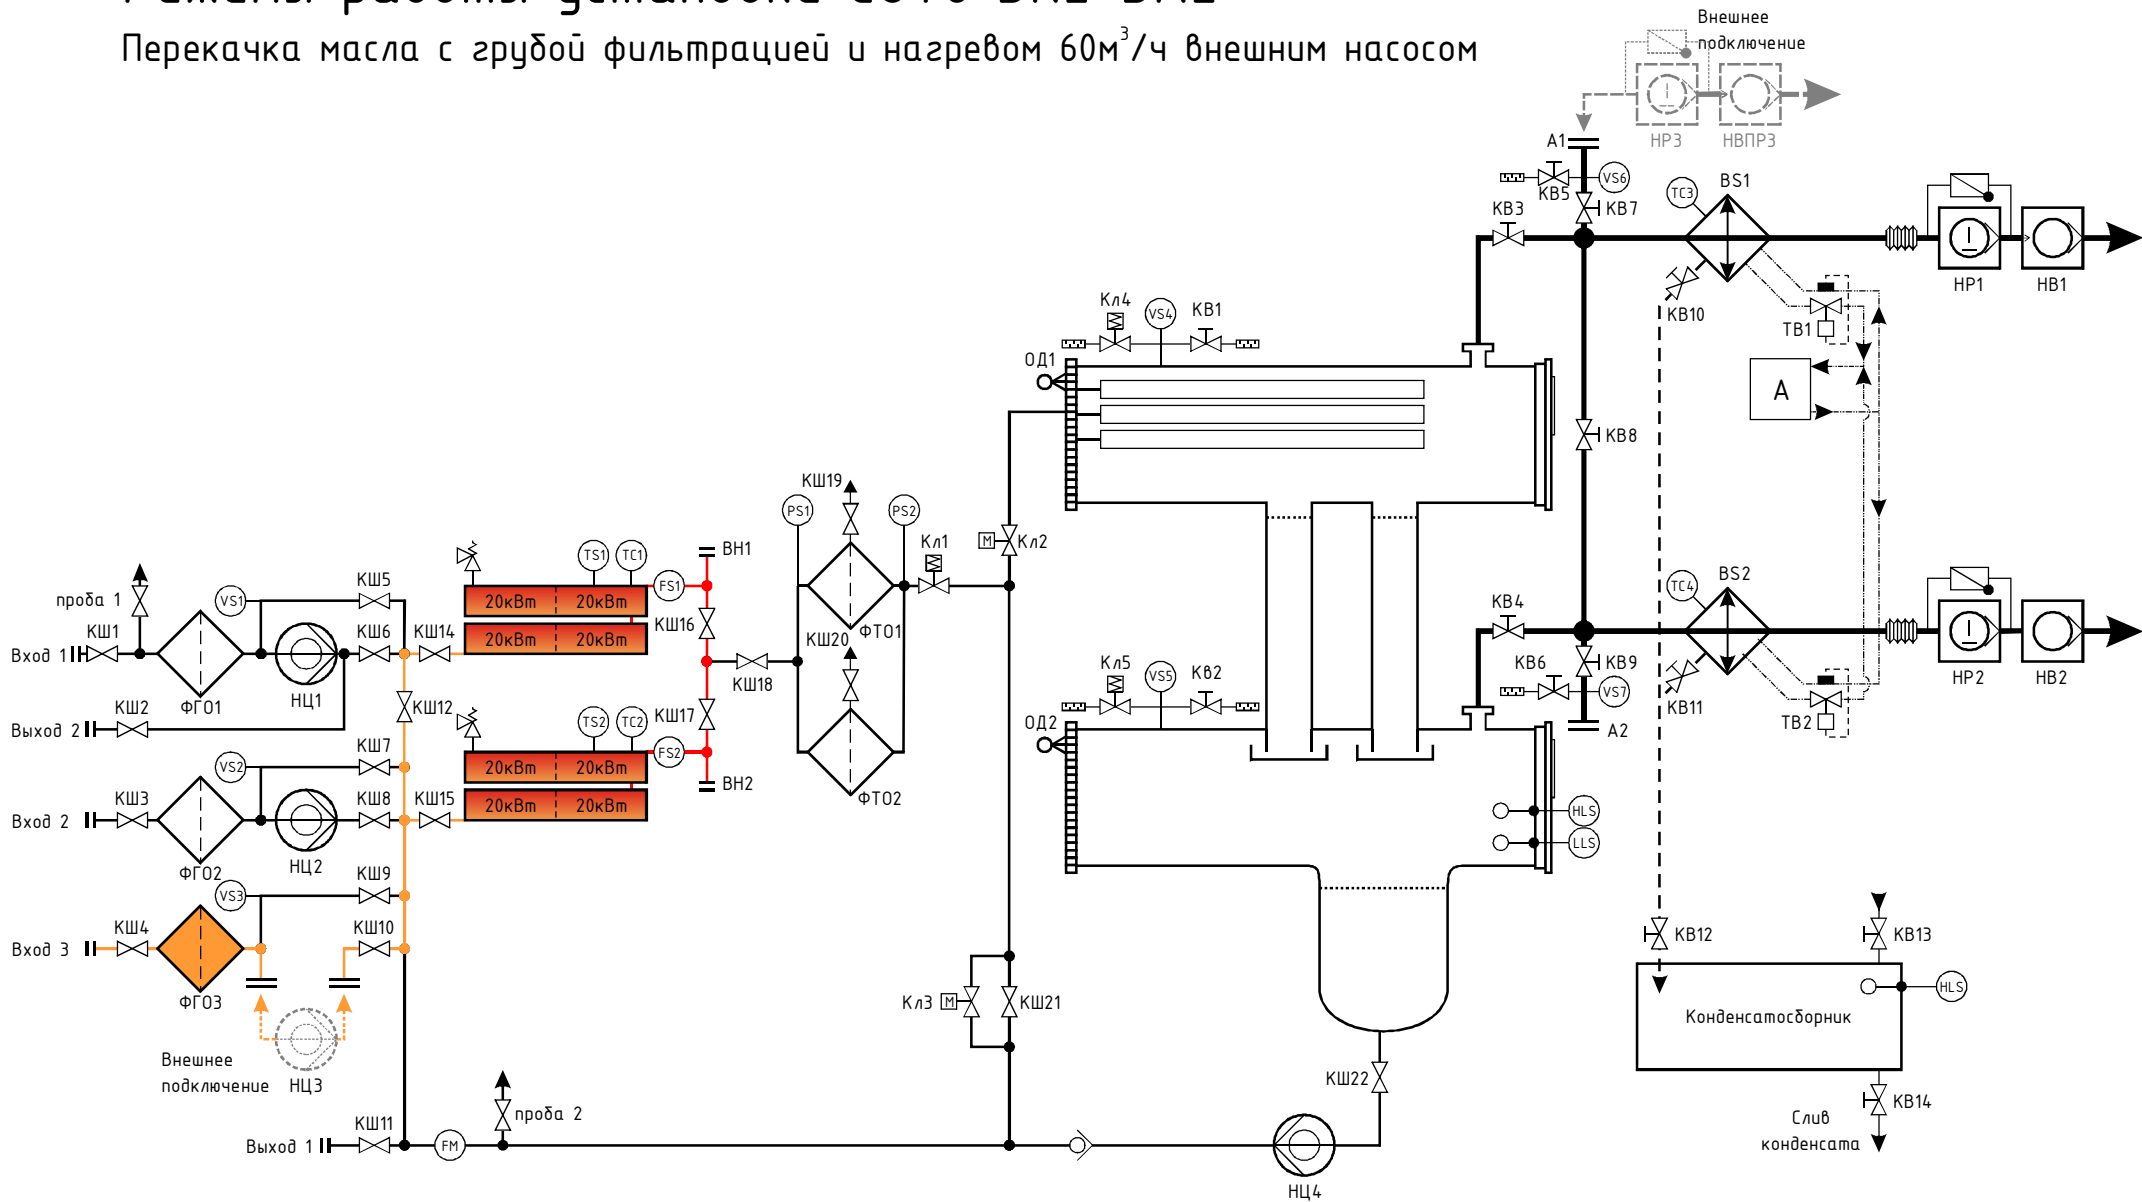 Перекачка масла с грубой фильтрацией и нагревом 60м³/ч внешним насосом
Внешнее
подключение
НР3
НВПР3
А1
КВ5
VS6
КВ7
КВ3
TC3
BS1
НР1
НВ1
КВ10
ТВ1
А
Кл4
VS4
КВ1
ОД1
КВ8
КШ19
PS1
PS2
Кл1
Кл2
КШ20
ФТО1
ФТО2
проба 1
VS1
КШ5
КШ1
Вход 1
КШ6
КШ14
ФГО1
НЦ1
КШ2
Выход 2
КШ12
TS1
TC1
FS1
ВН1
20кВт
20кВт
20кВт
20кВт
КШ16
КШ18
TS2
TC2
КШ17
FS2
ВН2
20кВт
20кВт
20кВт
20кВт
VS2
КШ7
КШ3
Вход 2
КШ8
КШ15
ФГО2
НЦ2
VS3
КШ9
КШ4
Вход 3
КШ10
ФГО3
Внешнее
подключение
НЦ3
КШ11
Выход 1
FM
проба 2
Кл3
М
М
КШ21
КШ22
НЦ4
Кл5
VS5
Кв2
ОД2
HLS
LLS
КВ4
КВ6
КВ9
VS7
А2
TC4
BS2
КВ11
ТВ2
НР2
НВ2
КВ12
КВ13
HLS
Конденсатосборник
КВ14
Слив
конденсата